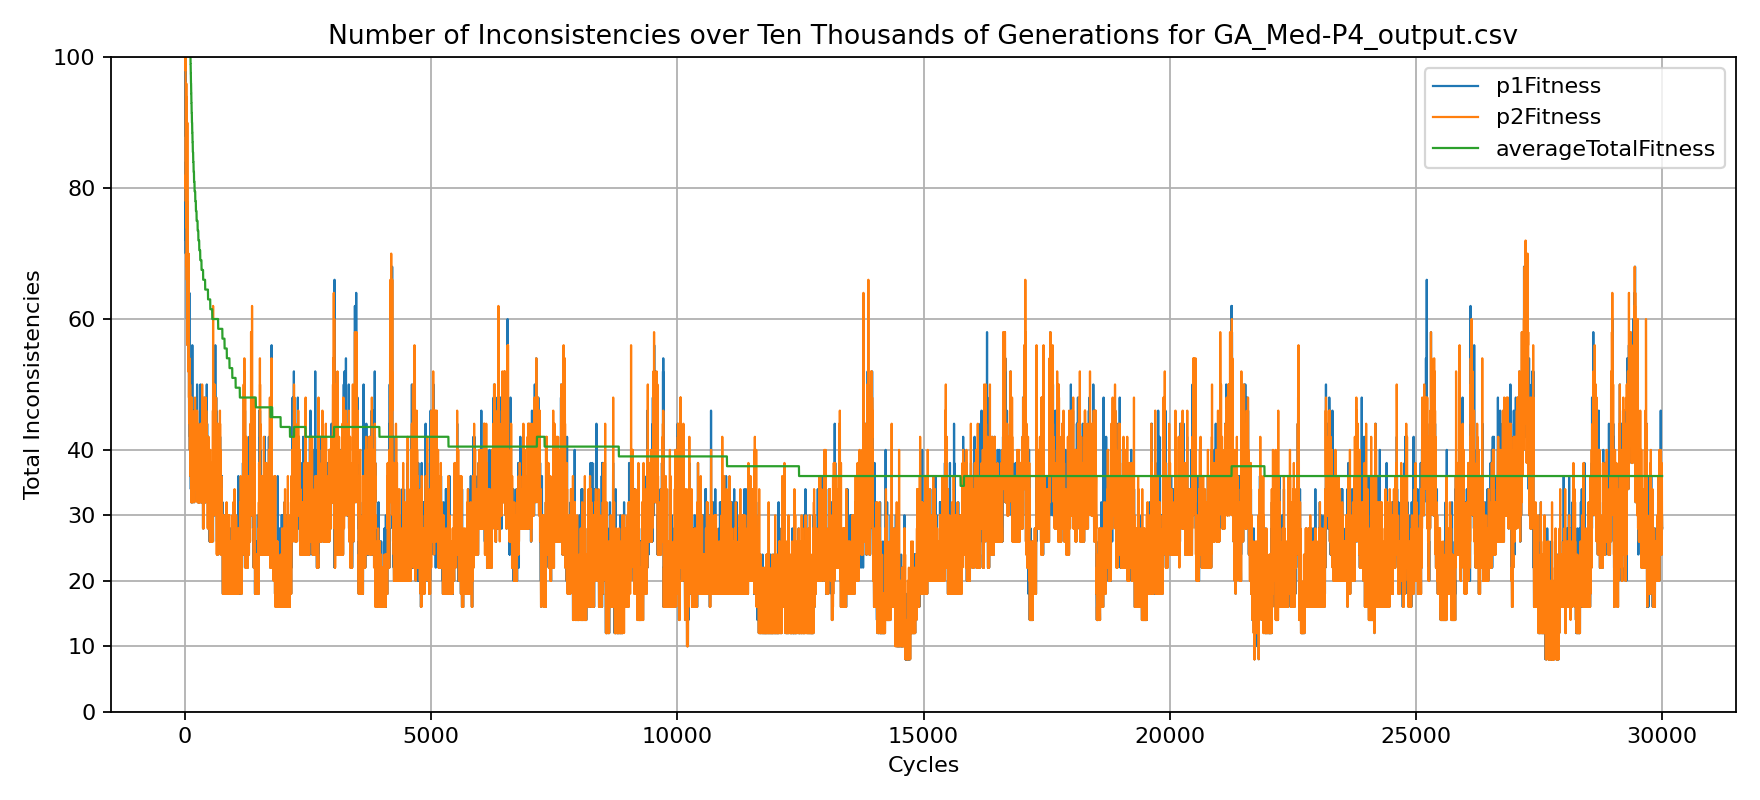 Number of Inconsistencies over Ten Thousands of Generations for GA_Med-P4_output.csv
100
80
60
40
30
20
10
0
Total Inconsistencies
p1Fitness
p2Fitness
averageTotalFitness
0
5000
10000
15000
20000
25000
30000
Cycles